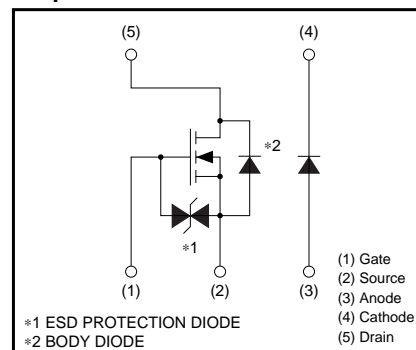 (5)
(4)
∗2
∗1
(1)
(2)
(3)
(1) Gate
(2) Source
(3) Anode
(4) Cathode
(5) Drain
∗1 ESD PROTECTION DIODE
∗2 BODY DIODE